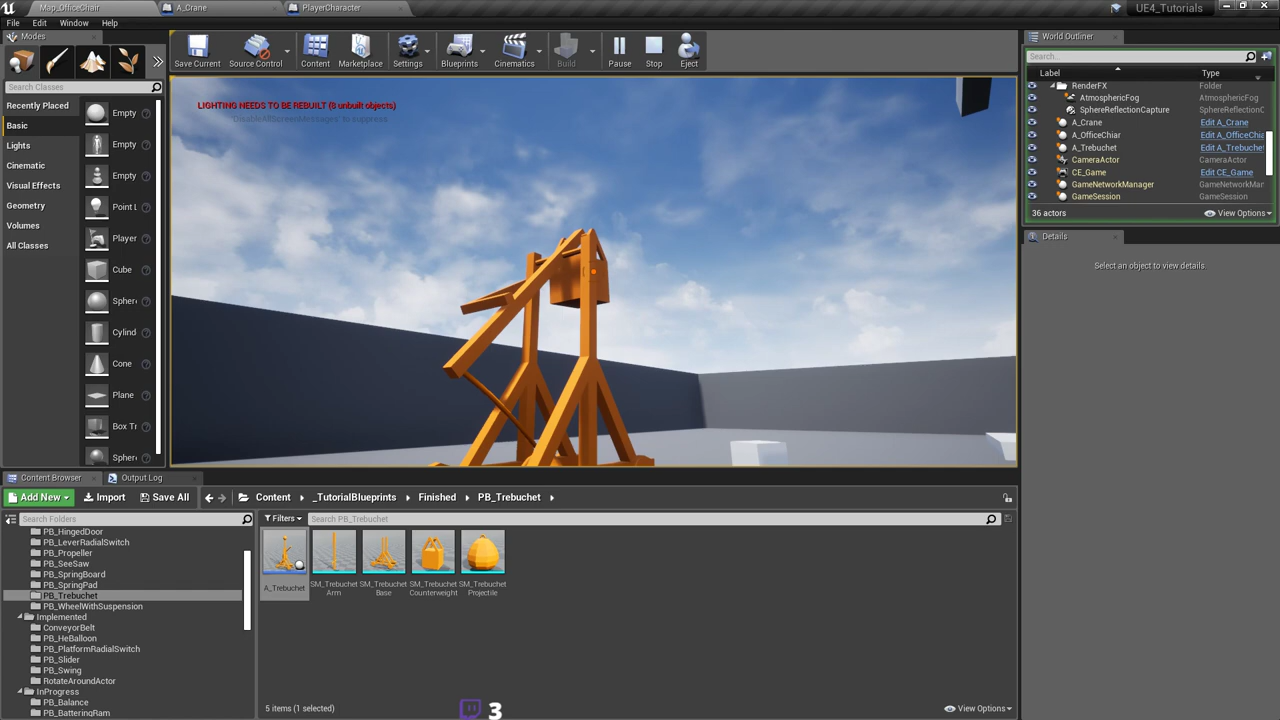 Map_OfficeChair
A_Crane
PlayerCharacter
UE4_Tutorials
File
Edit
Window
Help
Modes
Search Classes
Recently Placed
Basic
Lights
Cinematic
Visual Effects
Geometry
Volumes
All Classes
Empty
Empty
Empty
Point L
Player
Cube
Spher
Cylind
Cone
Plane
Box Tr
Spher
Save Current
Source Control
Content
Marketplace
Settings
Blueprints
Cinematics
Build
Pause
Stop
Eject
LIGHTING NEEDS TO BE REBUILT (8 unbuilt objects)
'DisableAllScreenMessages' to suppress
World Outliner
Search...
Label
Type
RenderFX
Folder
AtmosphericFog
AtmosphericFog
SphereReflectionCapture
SphereReflectionC
A_Crane
Edit A_Crane
A_OfficeChiar
Edit A_OfficeChia
A_Trebuchet
Edit A_Trebuchet
CameraActor
CameraActor
CE_Game
Edit CE_Game
GameNetworkManager
GameNetworkMan
GameSession
GameSession
36 actors
View Options
Details
Select an object to view details
Content Browser
Output Log
Add New
Import
Save All
Content
_TutorialBlueprints
Finished
PB_Trebuchet
Search Folders
PB_HingedDoor
PB_LeverRadialSwitch
PB_Propeller
PB_SeeSaw
PB_SpringBoard
PB_SpringPad
PB_Trebuchet
PB_WheelWithSuspension
Implemented
ConveyorBelt
PB_HeBalloon
PB_PlatformRadialSwitch
PB_Slider
PB_Swing
RotateAroundActor
InProgress
PB_Balance
PB_BatteringRam
Filters
Search PB_Trebuchet
A_Trebuchet
SM_Trebuchet
Arm
SM_Trebuchet
Base
SM_Trebuchet
Counterweight
SM_Trebuchet
Projectile
5 items (1 selected)
View Options
3